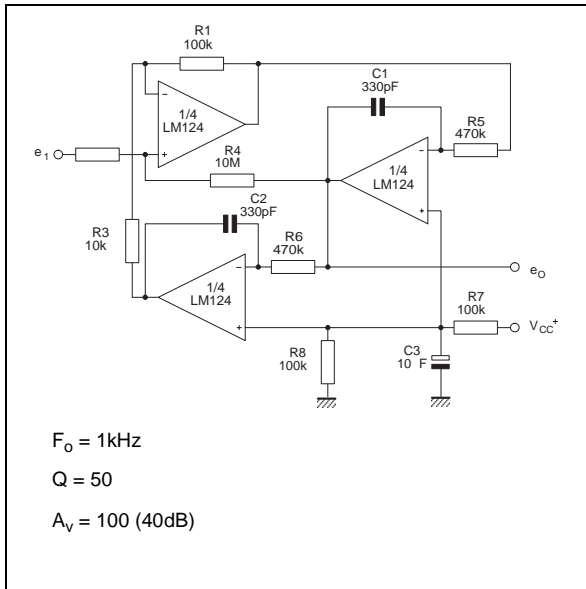 R1
100k
C1
330pF
1/4
LM124
R5
470k
e1
R4
10M
1/4
LM124
C2
330pF
R3
10k
R6
470k
1/4
LM124
eO
R7
100k
VCC+
R8
100k
C3
10 F
Fo = 1kHz
Q = 50
Av = 100 (40dB)